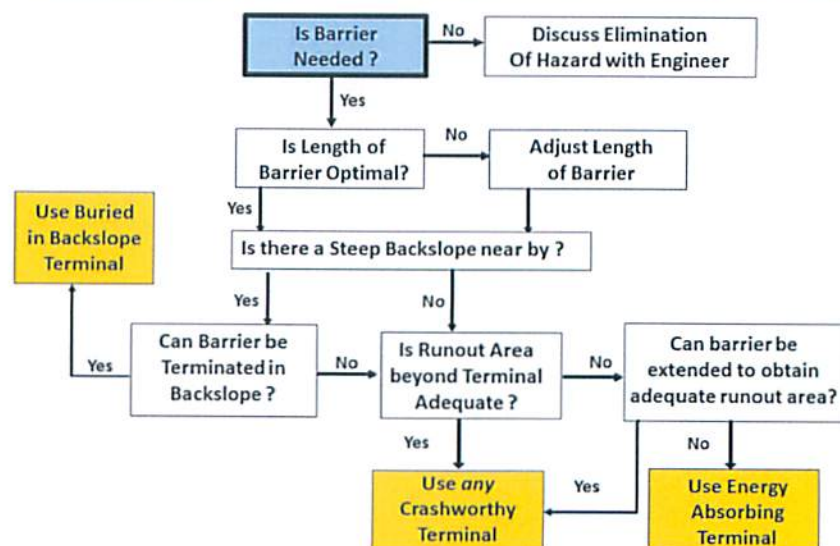 Is Barrier
Needed ?
No
Discuss Elimination
Of Hazard with Engineer
Yes
Is Length of
Barrier Optimal?
No
Adjust Length
of Barrier
Yes
Use Buried
in Backslope
Terminal
Is there a Steep Backslope near by ?
Yes
No
Can Barrier be
Terminated in
Backslope ?
Yes
No
Is Runout Area
beyond Terminal
Adequate ?
No
Can barrier be
extended to obtain
adequate runout area?
Yes
No
Use any
Crashworthy
Terminal
Yes
Use Energy
Absorbing
Terminal